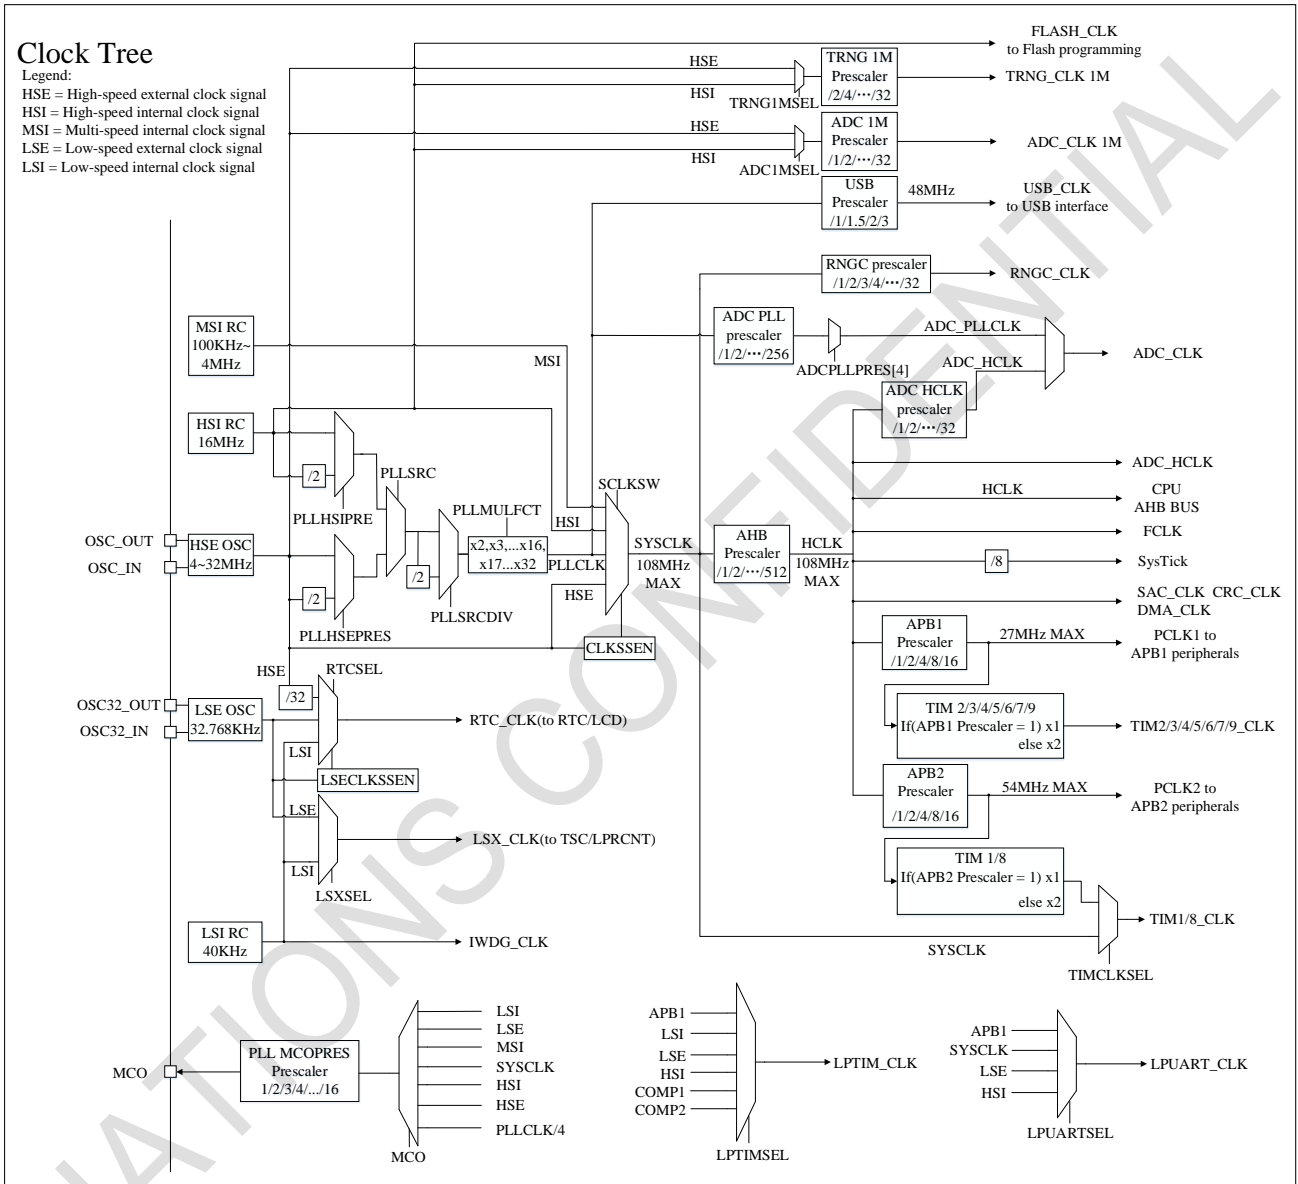 Clock Tree
Legend:
HSE = High-speed external clock signal
HSI = High-speed internal clock signal
MSI = Multi-speed internal clock signal
LSE = Low-speed external clock signal
LSI = Low-speed internal clock signal
FLASH_CLK
to Flash programming
HSE
HSI
TRNG1MSEL
TRNG 1M
Prescaler
/2/4/···/32
TRNG_CLK 1M
HSE
HSI
ADC1MSEL
ADC 1M
Prescaler
/1/2/···/32
ADC_CLK 1M
USB
Prescaler
/1/1.5/2/3
48MHz
USB_CLK
to USB interface
RNGC prescaler
/1/2/3/4/···/32
RNGC_CLK
MSI RC
100KHz~
4MHz
MSI
ADC PLL
prescaler
/1/2/···/256
ADCPLLPRES[4]
ADC_PLLCLK
ADC_HCLK
ADC_CLK
ADC HCLK
prescaler
/1/2/···/32
HSI RC
16MHz
/2
PLLHSIPRE
PLLSRC
PLLMULFCT
SCLKSW
ADC_HCLK
HCLK
CPU
AHB BUS
FCLK
/8
SysTick
SAC_CLK CRC_CLK
DMA_CLK
OSC_OUT
OSC_IN
HSE OSC
4~32MHz
/2
PLLHSEPRES
/2
PLLSRCDIV
x2,x3,...x16,
x17...x32
PLLCLK
HSI
HSE
CLKSSEN
SYSCLK
108MHz
MAX
AHB
Prescaler
/1/2/···/512
HCLK
108MHz
MAX
APB1
Prescaler
/1/2/4/8/16
27MHz MAX
PCLK1 to
APB1 peripherals
HSE
/32
RTCSEL
OSC32_OUT
OSC32_IN
LSE OSC
32.768KHz
LSI
RTC_CLK(to RTC/LCD)
LSECLKSSEN
TIM 2/3/4/5/6/7/9
If(APB1 Prescaler = 1) x1
else x2
TIM2/3/4/5/6/7/9_CLK
APB2
Prescaler
/1/2/4/8/16
54MHz MAX
PCLK2 to
APB2 peripherals
LSE
LSI
LSXSEL
LSX_CLK(to TSC/LPRCNT)
TIM 1/8
If(APB2 Prescaler = 1) x1
else x2
SYSCLK
TIM1/8_CLK
TIMCLKSEL
LSI RC
40KHz
IWDG_CLK
MCO
PLL MCOPRES
Prescaler
1/2/3/4/.../16
LSI
LSE
MSI
SYSCLK
HSI
HSE
PLLCLK/4
MCO
APB1
LSI
LSE
HSI
COMP1
COMP2
LPTIM_CLK
LPTIMSEL
APB1
SYSCLK
LSE
HSI
LPUART_CLK
LPUARTSEL
NATIONS CONFIDENTIAL